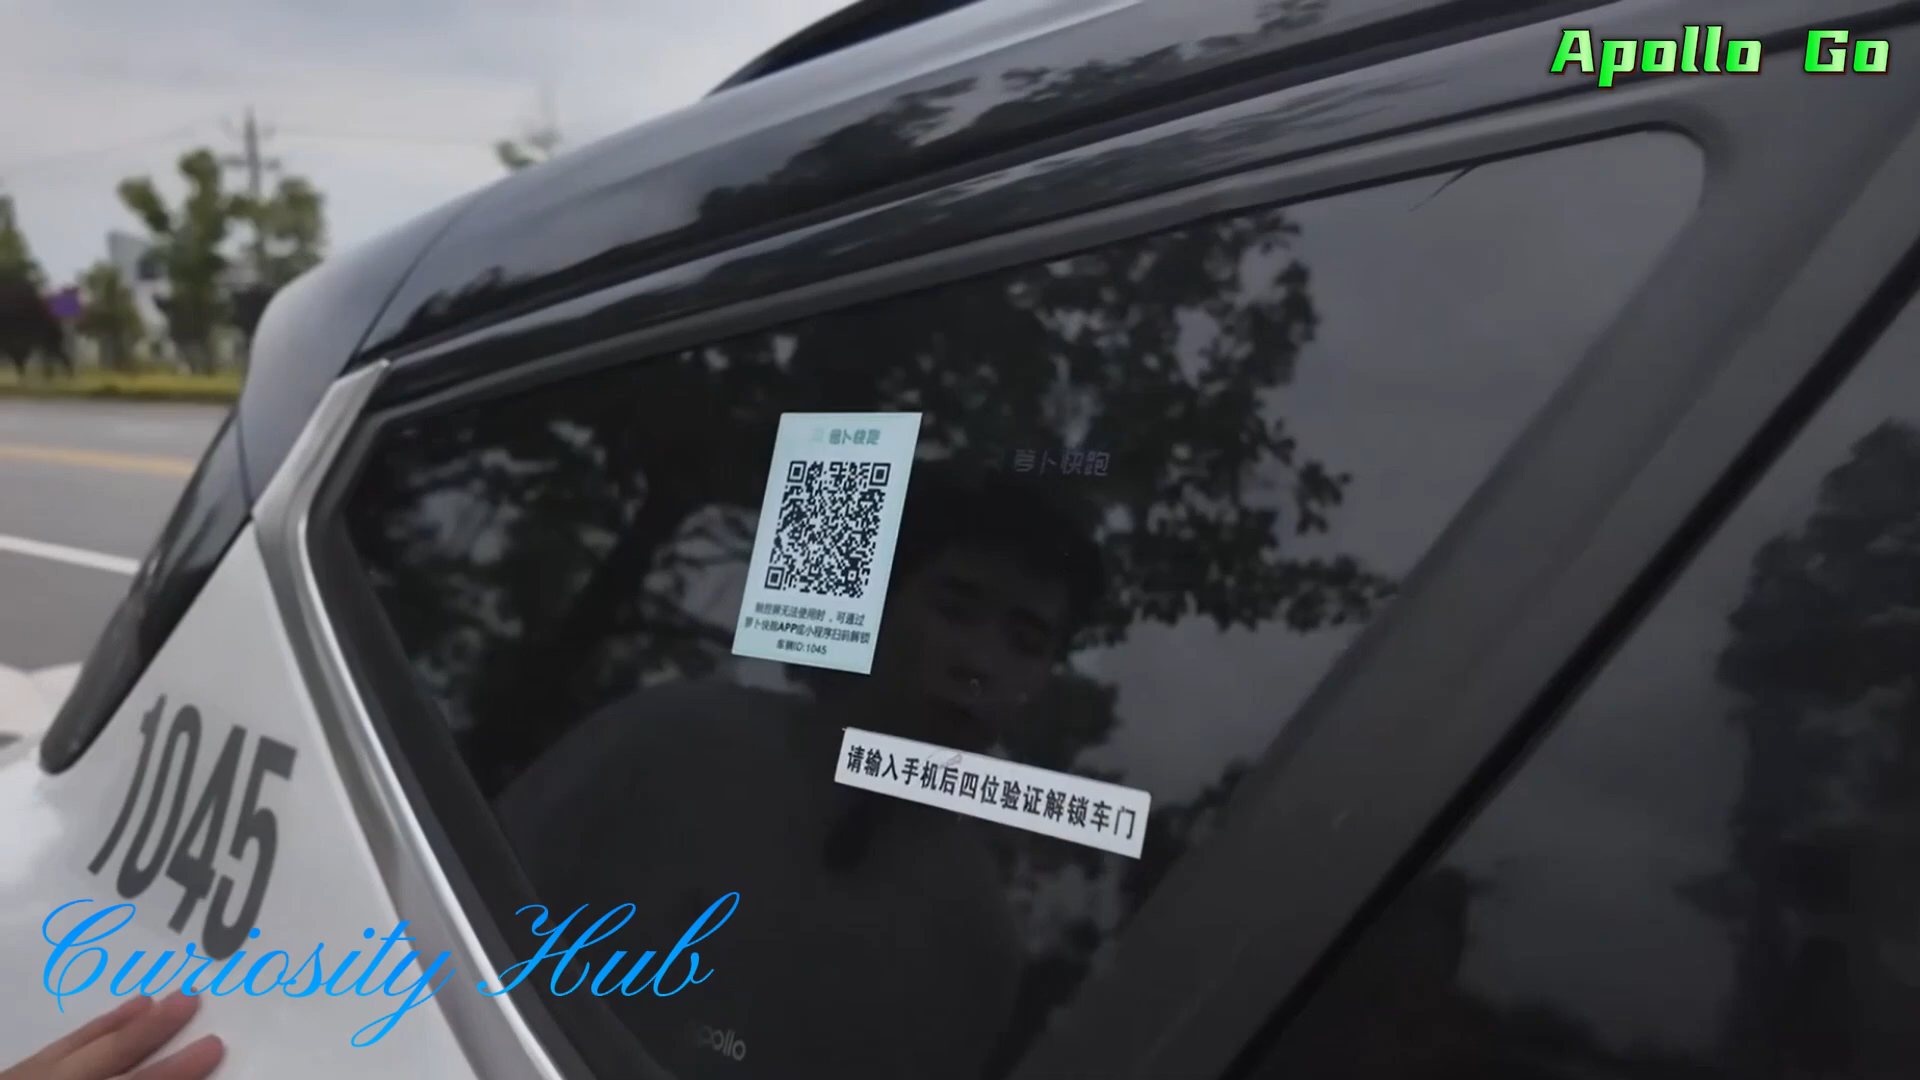 Apollo Go
萝卜快跑
萝卜快跑
触控屏无法使用时，可通过
萝卜快跑APP或小程序扫码解锁
车辆ID:1045
请输入手机后四位验证解锁车门
1045
Curiosity Hub
apollo